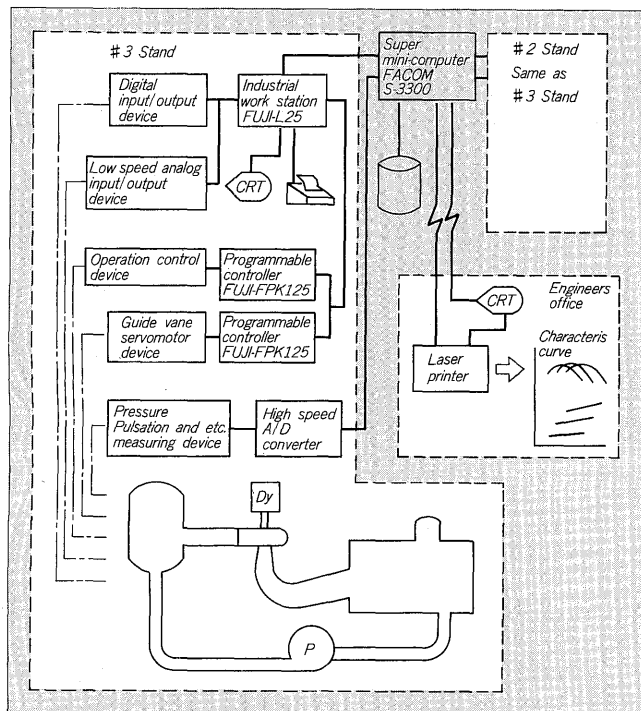 # 3 Stand
Digital
input/output
device
Industrial
work station
FUJI-L25
Super
mini-computer
FACOM
S-3300
# 2 Stand
Same as
# 3 Stand
Low speed analog
input/output
device
CRT
Operation control
device
Programmable
controller
FUJI-FPK125
Guide vane
servomotor
device
Programmable
controller
FUJI-FPK125
CRT
Engineers
office
Laser
printer
Characteris
curve
Pressure
Pulsation and etc.
measuring device
High speed
A/D
converter
Dy
P